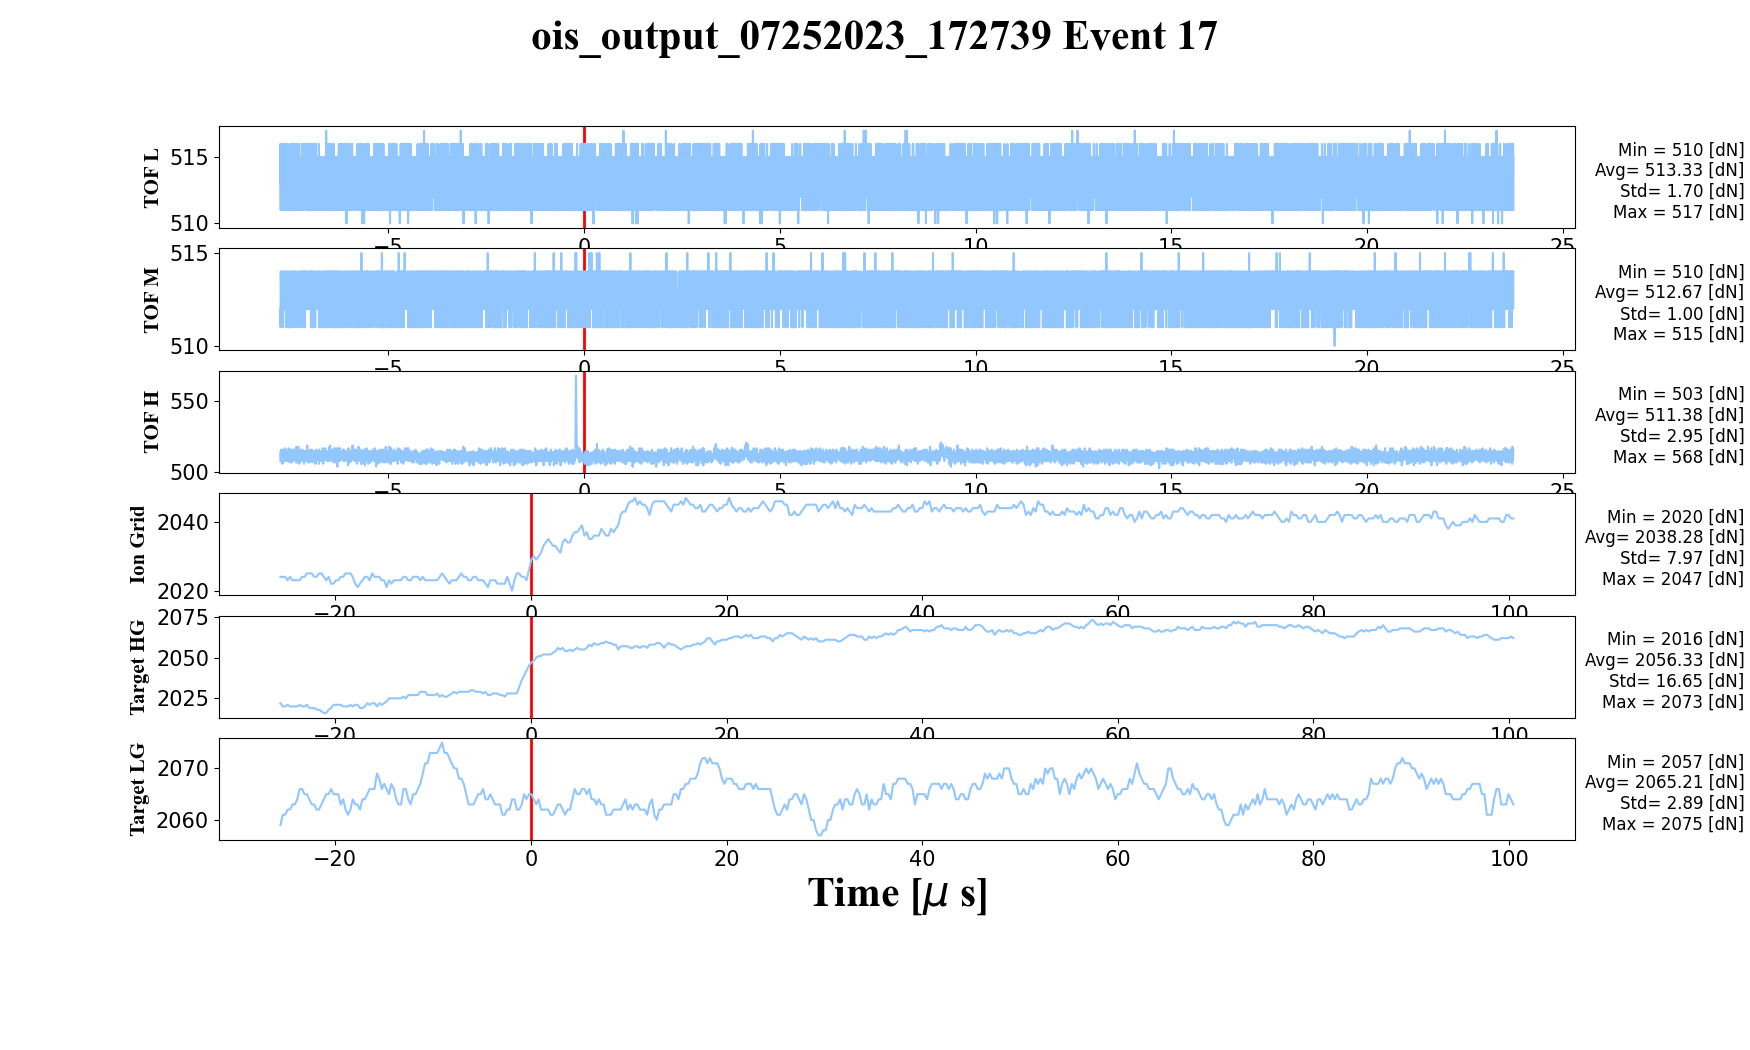 ois_output_07252023_172739 Event 17
TOF L
515
510
Min = 510 [dN]
Avg= 513.33 [dN]
Std= 1.70 [dN]
Max = 517 [dN]
−5 0 5 10 15 20 25
TOF M
515
510
Min = 510 [dN]
Avg= 512.67 [dN]
Std= 1.00 [dN]
Max = 515 [dN]
−5 0 5 10 15 20 25
TOF H
550
500
Min = 503 [dN]
Avg= 511.38 [dN]
Std= 2.95 [dN]
Max = 568 [dN]
−5 0 5 10 15 20 25
Ion Grid
2040
2020
Min = 2020 [dN]
Avg= 2038.28 [dN]
Std= 7.97 [dN]
Max = 2047 [dN]
−20 0 20 40 60 80 100
Target HG
2075
2050
2025
Min = 2016 [dN]
Avg= 2056.33 [dN]
Std= 16.65 [dN]
Max = 2073 [dN]
−20 0 20 40 60 80 100
Target LG
2070
2060
Min = 2057 [dN]
Avg= 2065.21 [dN]
Std= 2.89 [dN]
Max = 2075 [dN]
−20 0 20 40 60 80 100
Time [μ s]